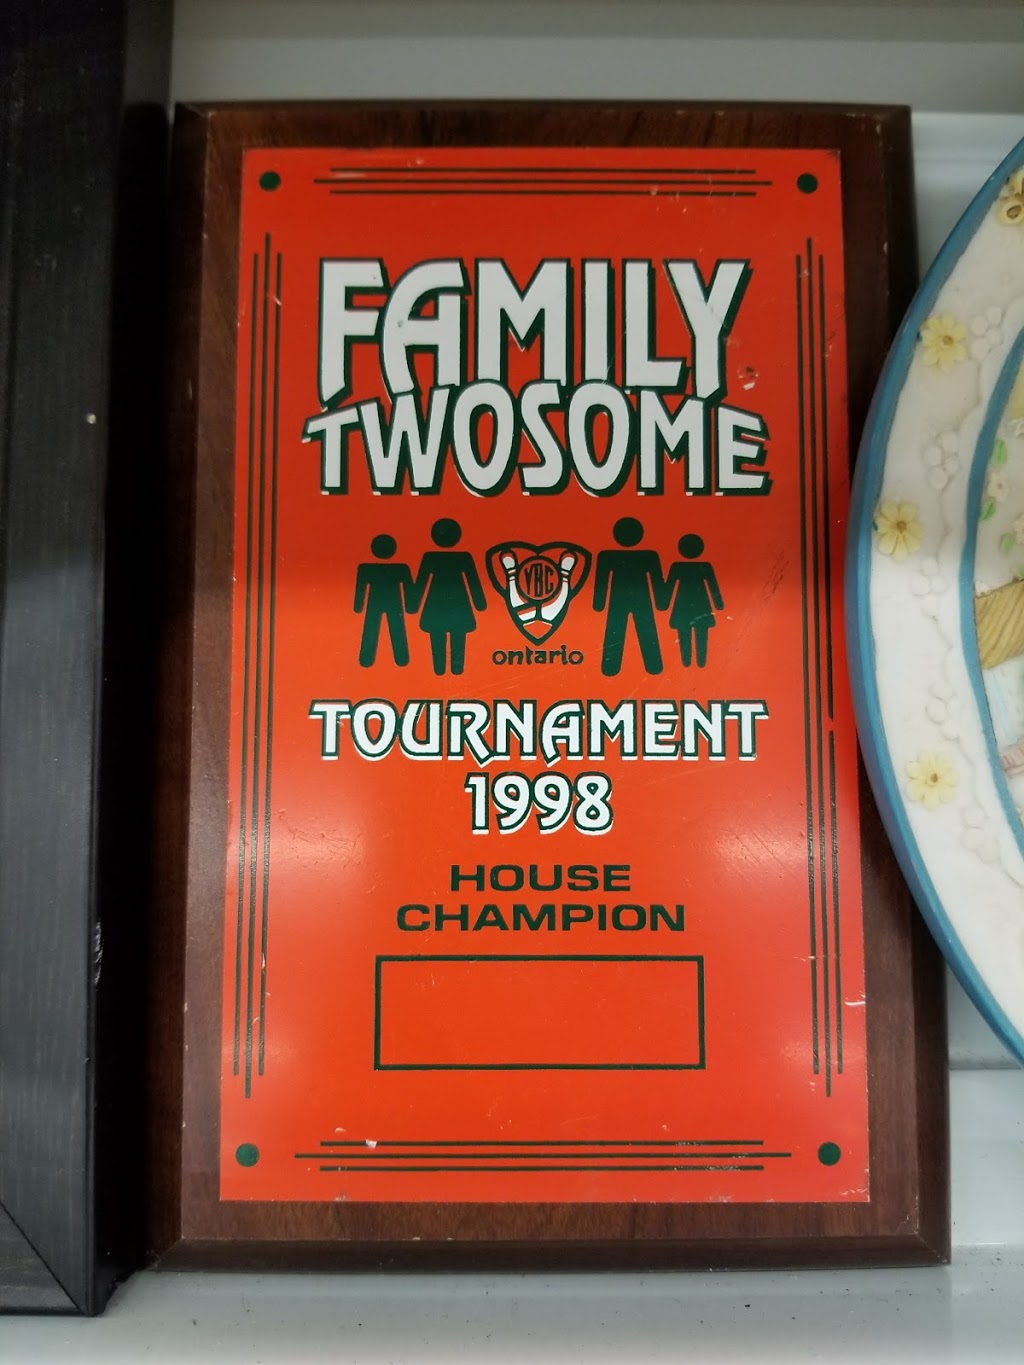 FAMILY
TWOSOME
YBC
ontario
TOURNAMENT
1998
HOUSE
CHAMPION